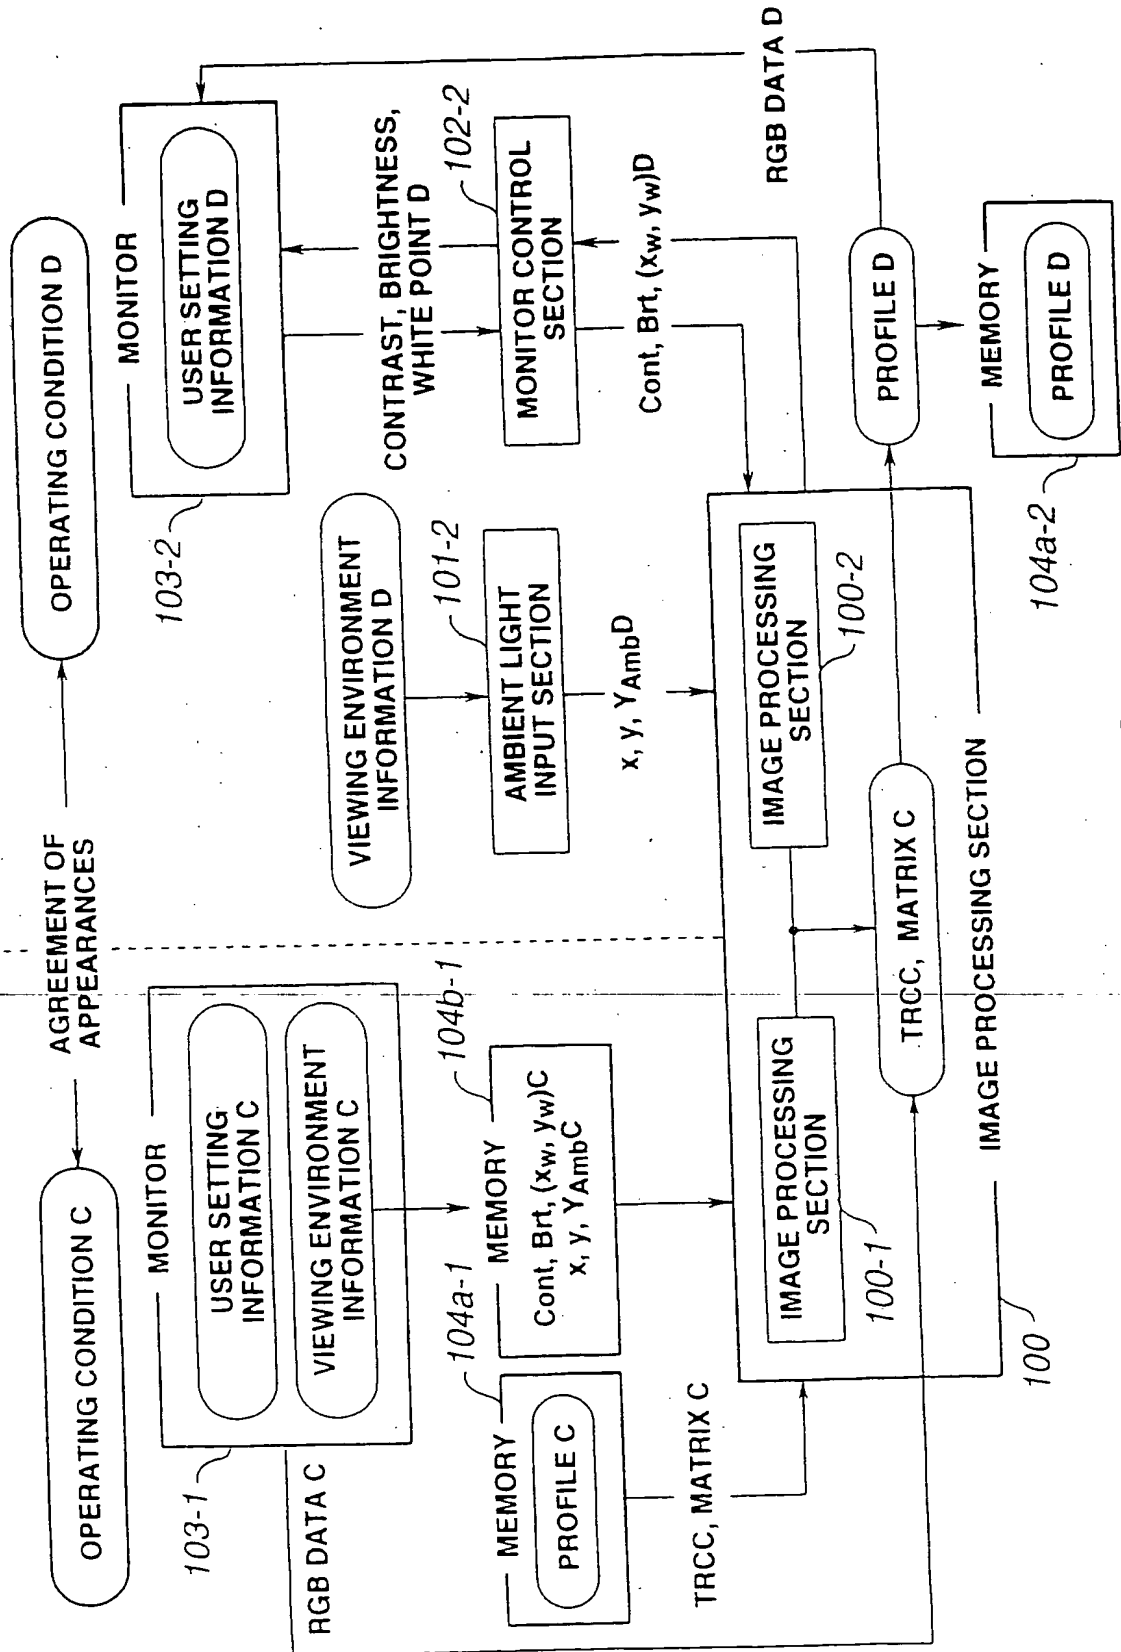 OPERATING CONDITION C
AGREEMENT OF
APPEARANCES
OPERATING CONDITION D
103-1
MONITOR
USER SETTING
INFORMATION C
VIEWING ENVIRONMENT
INFORMATION C
103-2
MONITOR
USER SETTING
INFORMATION D
RGB DATA C
VIEWING ENVIRONMENT
INFORMATION D
CONTRAST, BRIGHTNESS,
WHITE POINT D
104a-1
104b-1
101-2
102-2
MEMORY
PROFILE C
MEMORY
Cont, Brt, (xw, yw)C
x, y, YAmbC
AMBIENT LIGHT
INPUT SECTION
MONITOR CONTROL
SECTION
TRCC, MATRIX C
x, y, YAmbD
Cont, Brt, (xw, yw)D
RGB DATA D
IMAGE PROCESSING
SECTION
100-1
IMAGE PROCESSING
SECTION
100-2
TRCC, MATRIX C
PROFILE D
IMAGE PROCESSING SECTION
100
MEMORY
PROFILE D
104a-2